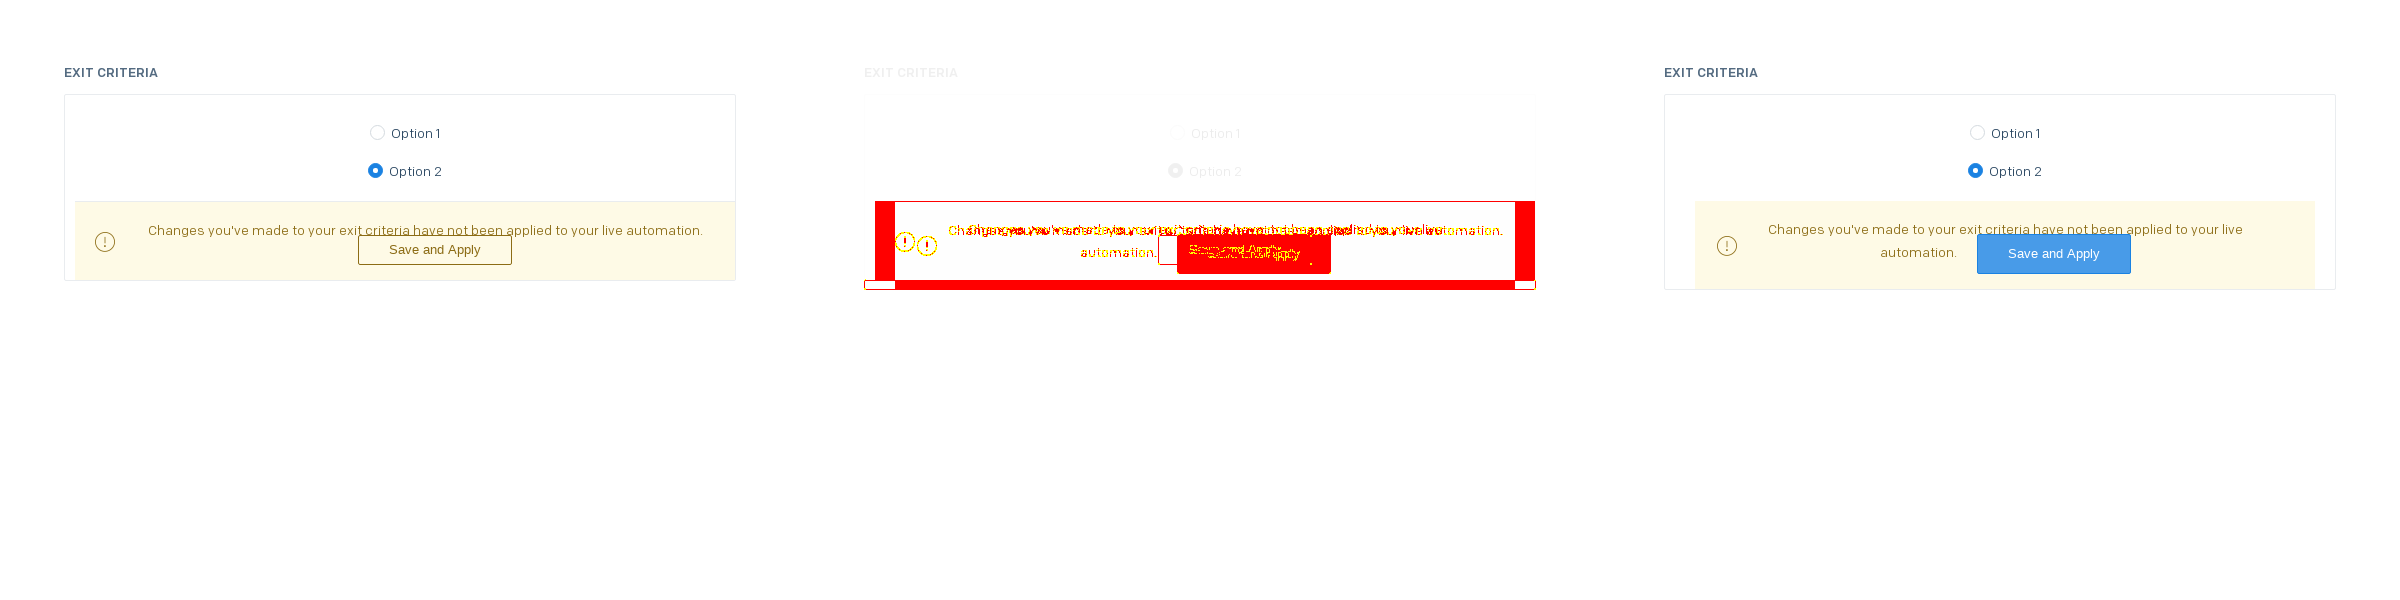 EXIT CRITERIA
Option 1
Option 2
Changes you've made to your exit criteria have not been applied to your live automation.
Save and Apply
EXIT CRITERIA
Option 1
Option 2
automation.
EXIT CRITERIA
Option 1
Option 2
Changes you've made to your exit criteria have not been applied to your live
automation.
Save and Apply